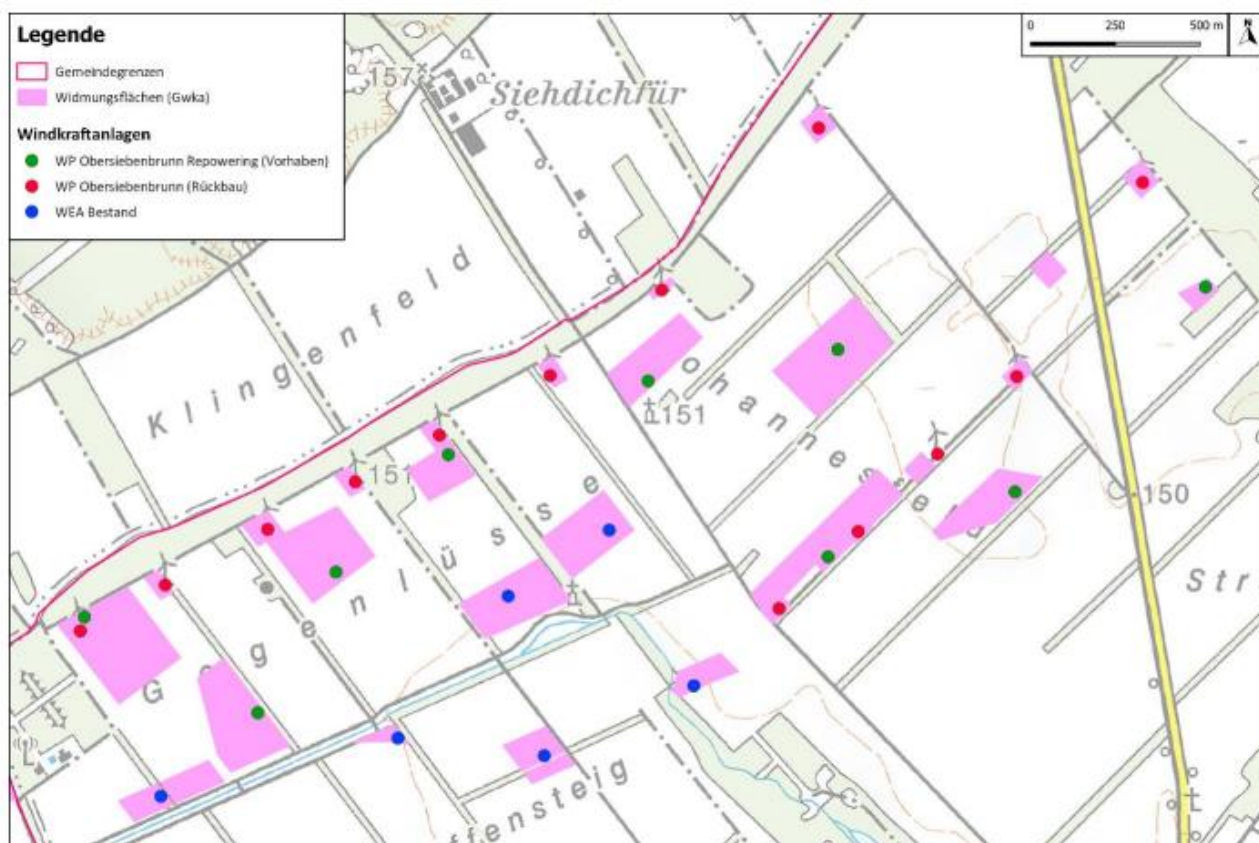 Legende
Gemeindegrenzen
Widmungsflächen (Gwka)
Windkraftanlagen
WP Obersiebenbrunn Repowering (Vorhaben)
WP Obersiebenbrunn (Rückbau)
WEA Bestand
0 250 500 m
N
157
Siehdichfür
Klingenfeld
151
151
150
Gegenlüsse
Str
ffensteig